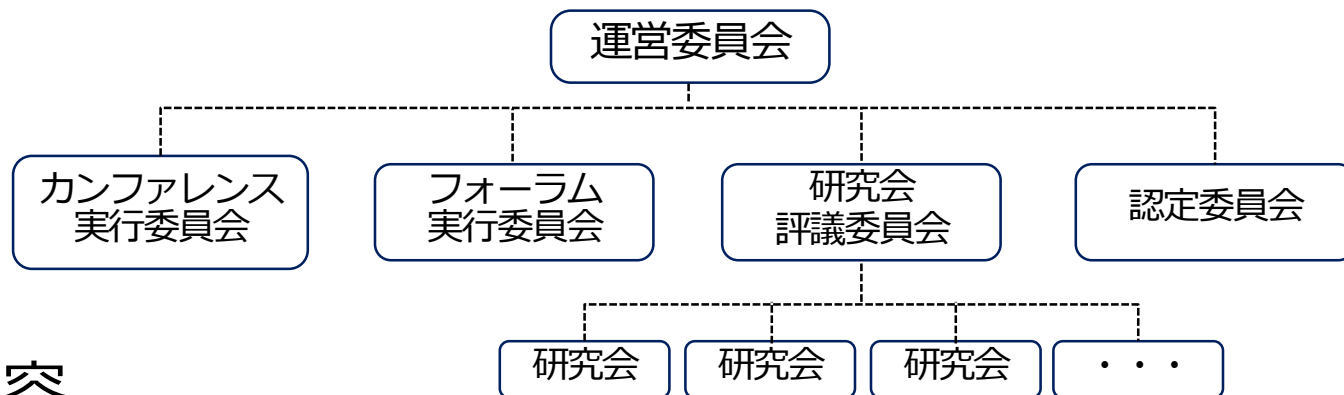 運営委員会
カンファレンス
実行委員会
フォーラム
実行委員会
研究会
評議委員会
認定委員会
研究会
研究会
研究会
・・・
容